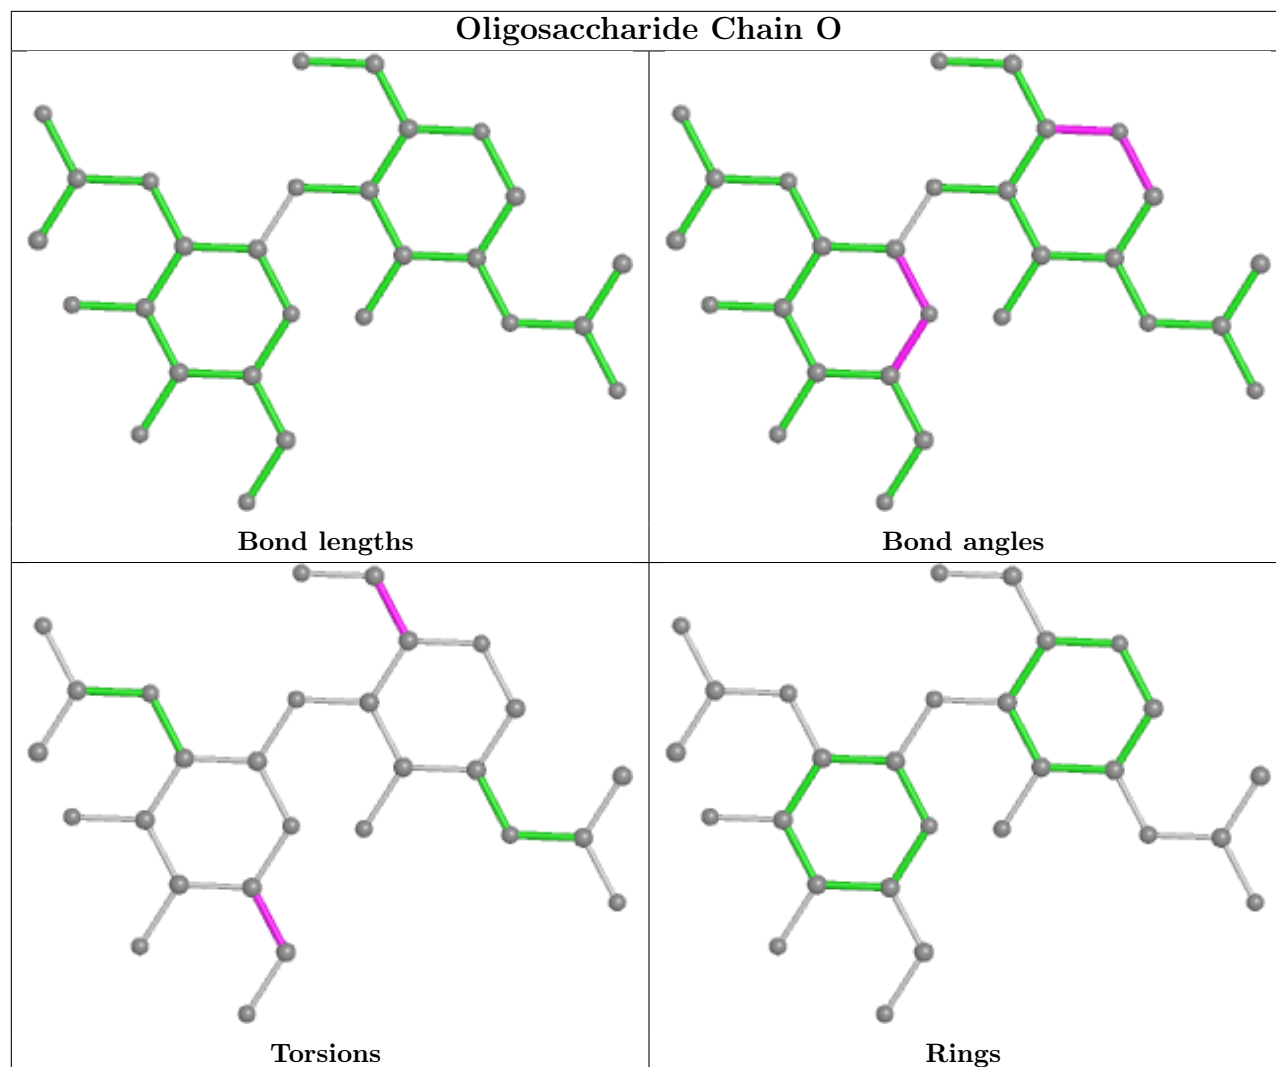 Oligosaccharide Chain O
Bond lengths
Bond angles
Torsions
Rings